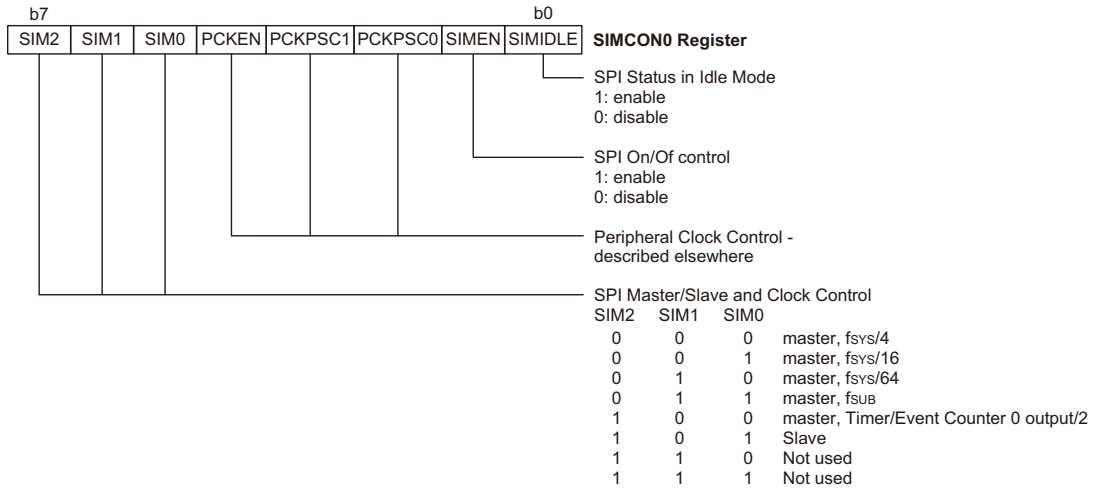 b7 b0
SIM2 SIM1 SIM0 PCKEN PCKPSC1 PCKPSC0 SIMEN SIMIDLE SIMCON0 Register
SPI Status in Idle Mode
1: enable
0: disable
SPI On/Of control
1: enable
0: disable
Peripheral Clock Control -
described elsewhere
SPI Master/Slave and Clock Control
SIM2 SIM1 SIM0
0 0 0 master, fSYS/4
0 0 1 master, fSYS/16
0 1 0 master, fSYS/64
0 1 1 master, fSUB
1 0 0 master, Timer/Event Counter 0 output/2
1 0 1 Slave
1 1 0 Not used
1 1 1 Not used